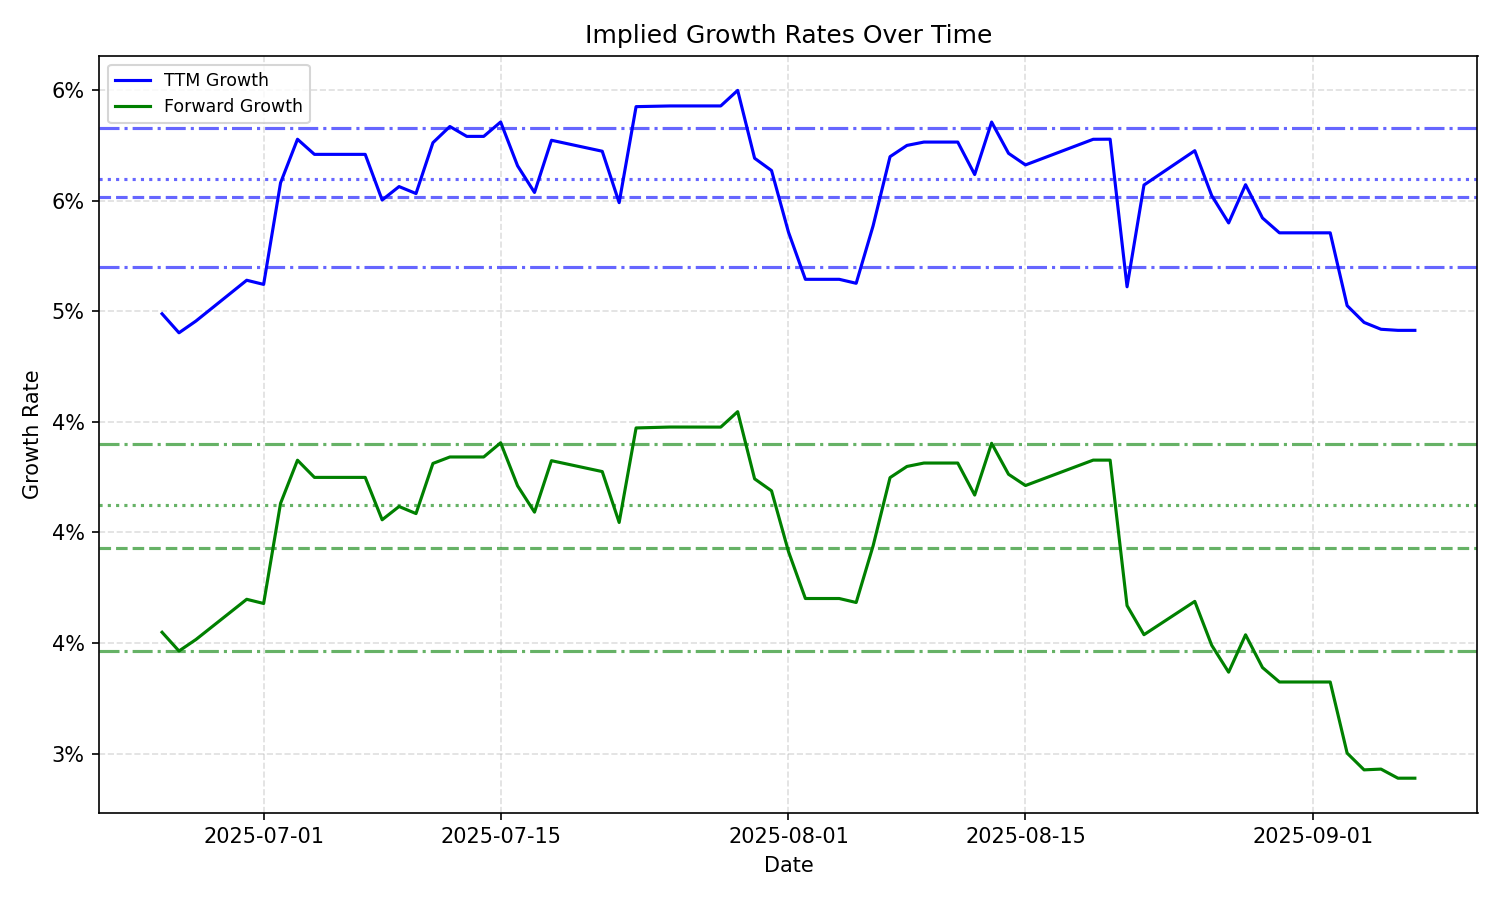 Implied Growth Rates Over Time
TTM Growth
Forward Growth
6%
6%
5%
4%
4%
4%
3%
Growth Rate
2025-07-01
2025-07-15
2025-08-01
2025-08-15
2025-09-01
Date